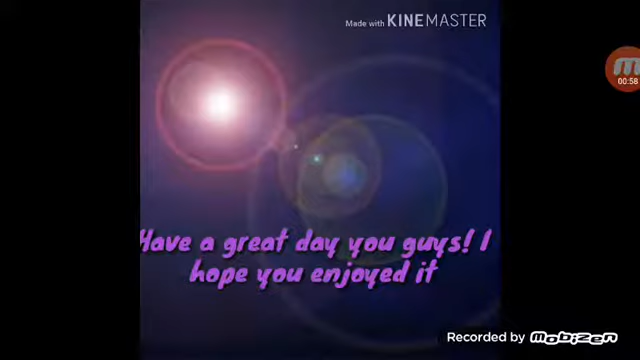 Made with KINEMASTER
00:58
Have a great day you guys! I
hope you enjoyed it
Recorded by mobizen